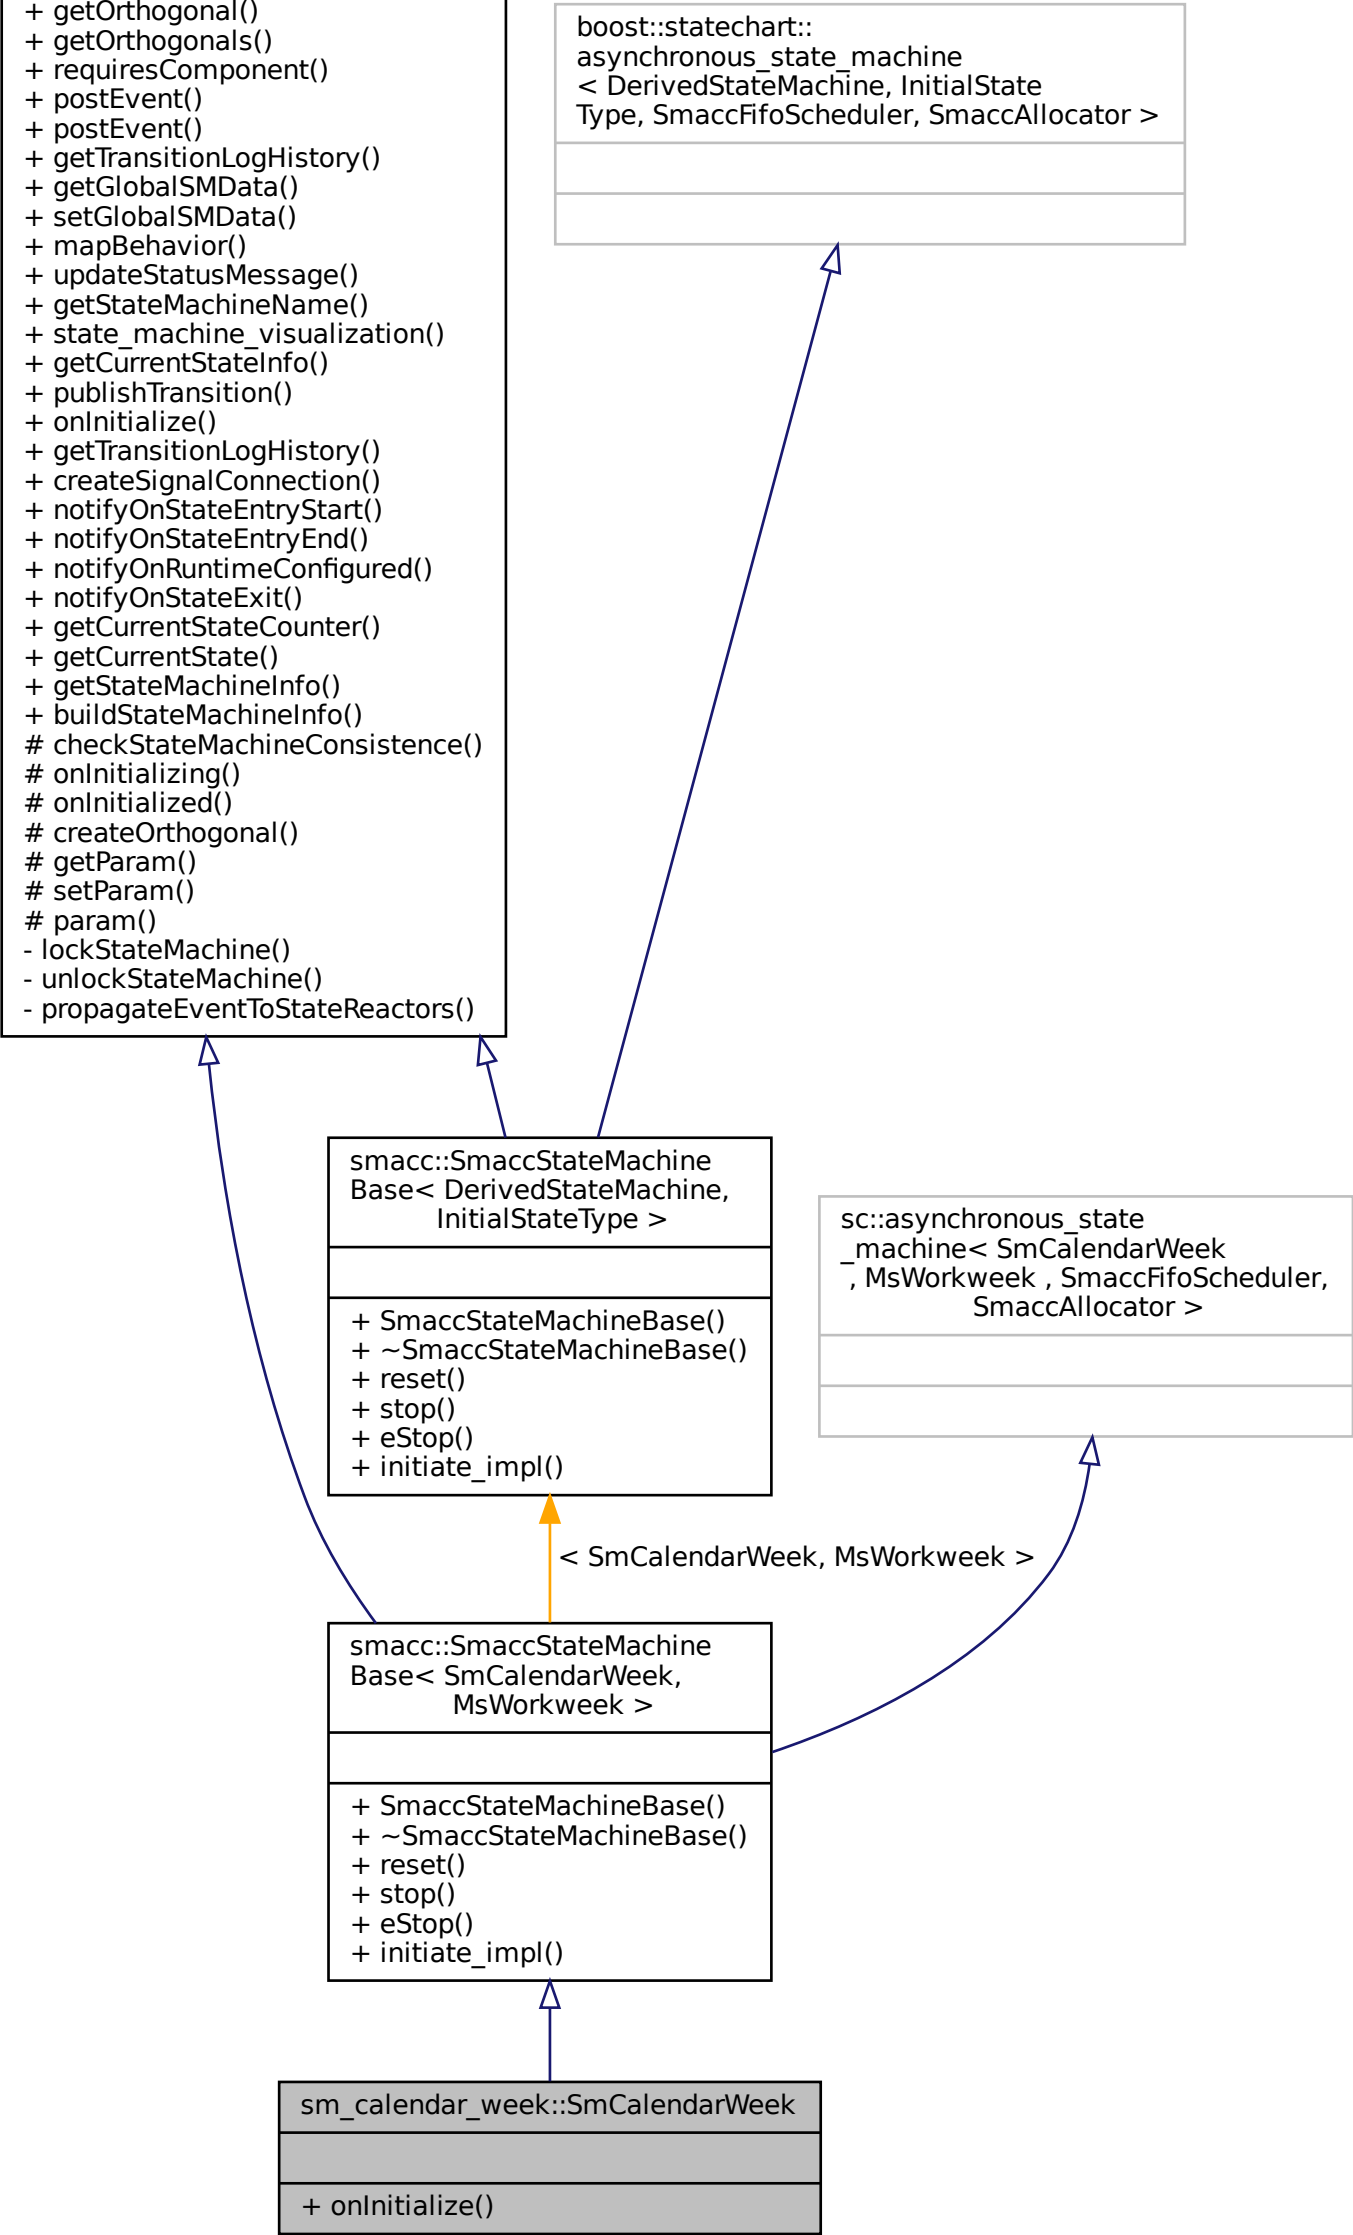 + getOrthogonal()
+ getOrthogonals()
+ requiresComponent()
+ postEvent()
+ postEvent()
+ getTransitionLogHistory()
+ getGlobalSMData()
+ setGlobalSMData()
+ mapBehavior()
+ updateStatusMessage()
+ getStateMachineName()
+ state_machine_visualization()
+ getCurrentStateInfo()
+ publishTransition()
+ onInitialize()
+ getTransitionLogHistory()
+ createSignalConnection()
+ notifyOnStateEntryStart()
+ notifyOnStateEntryEnd()
+ notifyOnRuntimeConfigured()
+ notifyOnStateExit()
+ getCurrentStateCounter()
+ getCurrentState()
+ getStateMachineInfo()
+ buildStateMachineInfo()
# checkStateMachineConsistence()
# onInitializing()
# onInitialized()
# createOrthogonal()
# getParam()
# setParam()
# param()
- lockStateMachine()
- unlockStateMachine()
- propagateEventToStateReactors()
boost::statechart::
asynchronous_state_machine
< DerivedStateMachine, InitialState
Type, SmaccFifoScheduler, SmaccAllocator >
smacc::SmaccStateMachine
Base< DerivedStateMachine,
InitialStateType >
+ SmaccStateMachineBase()
+ ~SmaccStateMachineBase()
+ reset()
+ stop()
+ eStop()
+ initiate_impl()
sc::asynchronous_state
_machine< SmCalendarWeek
, MsWorkweek , SmaccFifoScheduler,
SmaccAllocator >
< SmCalendarWeek, MsWorkweek >
smacc::SmaccStateMachine
Base< SmCalendarWeek,
MsWorkweek >
+ SmaccStateMachineBase()
+ ~SmaccStateMachineBase()
+ reset()
+ stop()
+ eStop()
+ initiate_impl()
sm_calendar_week::SmCalendarWeek
+ onInitialize()